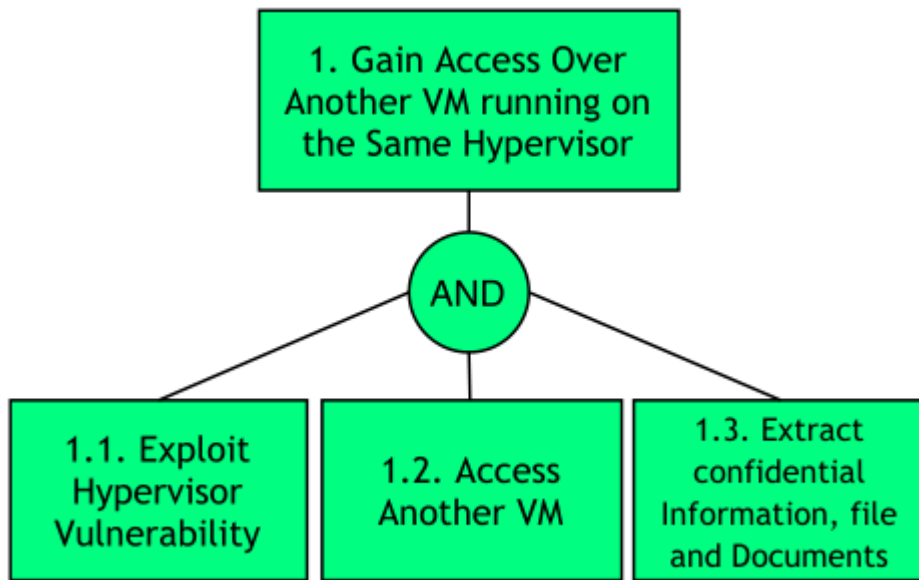 1. Gain Access Over
Another VM running on
the Same Hypervisor
AND
1.1. Exploit
Hypervisor
Vulnerability
1.2. Access
Another VM
1.3. Extract
confidential
Information, file
and Documents